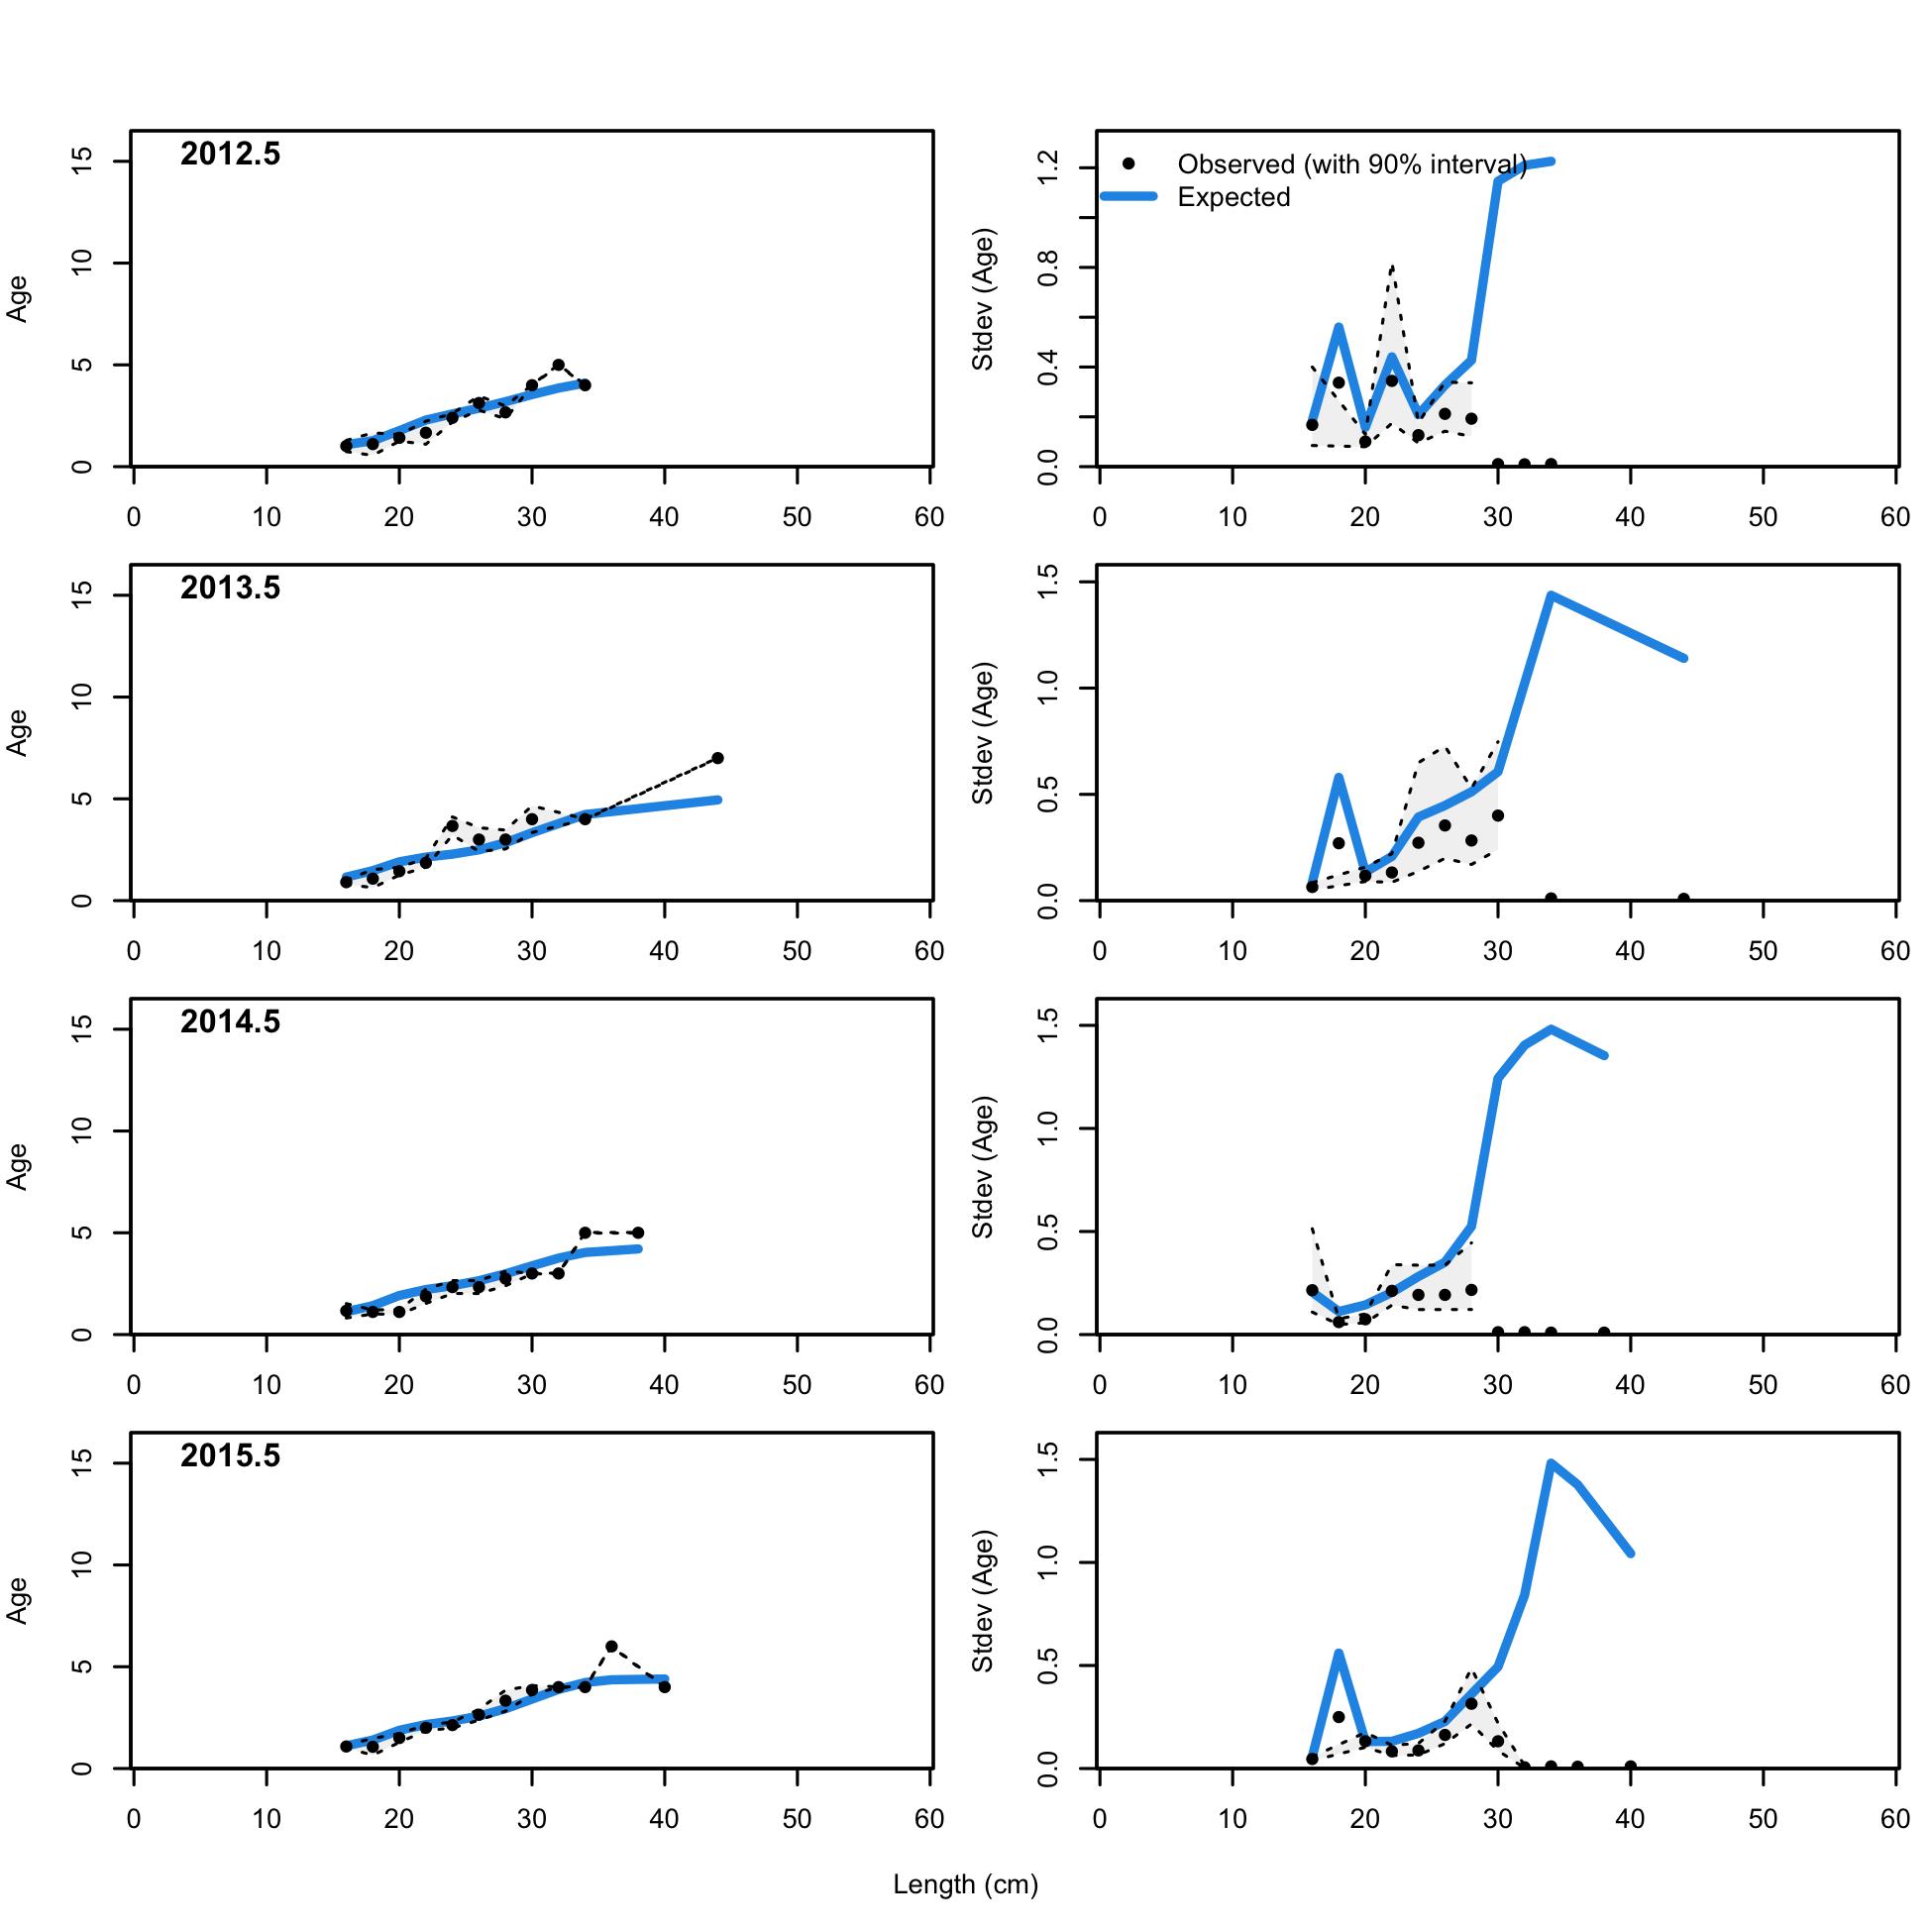 2012.5
Age
0 5 10 15
0 10 20 30 40 50 60
Observed (with 90% interval)
Expected
Stdev (Age)
0.0 0.4 0.8 1.2
0 10 20 30 40 50 60
2013.5
Age
0 5 10 15
0 10 20 30 40 50 60
Stdev (Age)
0.0 0.5 1.0 1.5
0 10 20 30 40 50 60
2014.5
Age
0 5 10 15
0 10 20 30 40 50 60
Stdev (Age)
0.0 0.5 1.0 1.5
0 10 20 30 40 50 60
2015.5
Age
0 5 10 15
0 10 20 30 40 50 60
Stdev (Age)
0.0 0.5 1.0 1.5
0 10 20 30 40 50 60
Length (cm)